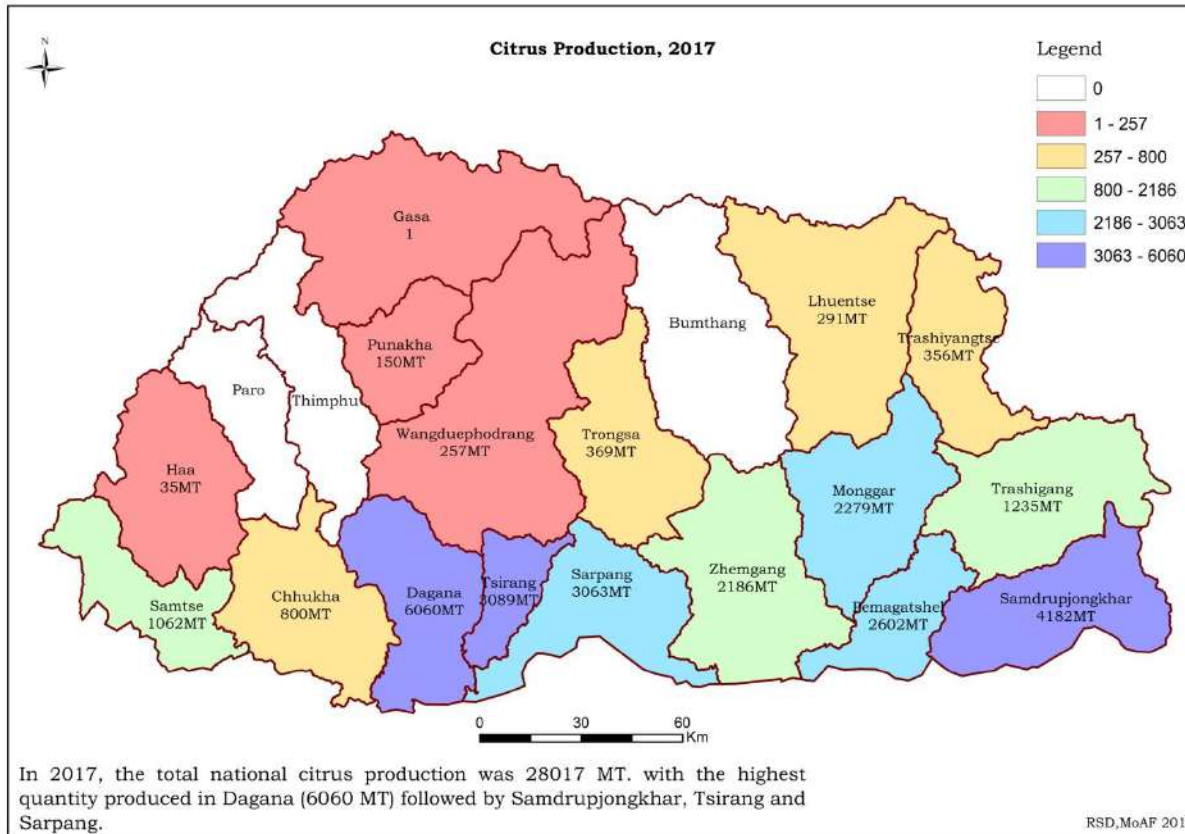 N
Citrus Production, 2017
Legend
0
1 - 257
257 - 800
800 - 2186
2186 - 3063
3063 - 6060
Gasa
1
Punakha
150MT
Wangduephodrang
257MT
Paro
Thimphu
Haa
35MT
Bumthang
Lhuentse
291MT
Trashiyangtse
356MT
Trongsa
369MT
Monggar
2279MT
Trashigang
1235MT
Samtse
1062MT
Chhukha
800MT
Dagana
6060MT
Tsirang
3089MT
Sarpang
3063MT
Zhemgang
2186MT
Pemagatshel
2602MT
Samdrupjongkhar
4182MT
0 30 60
Km
In 2017, the total national citrus production was 28017 MT. with the highest
quantity produced in Dagana (6060 MT) followed by Samdrupjongkhar, Tsirang and
Sarpang.
RSD,MoAF 201